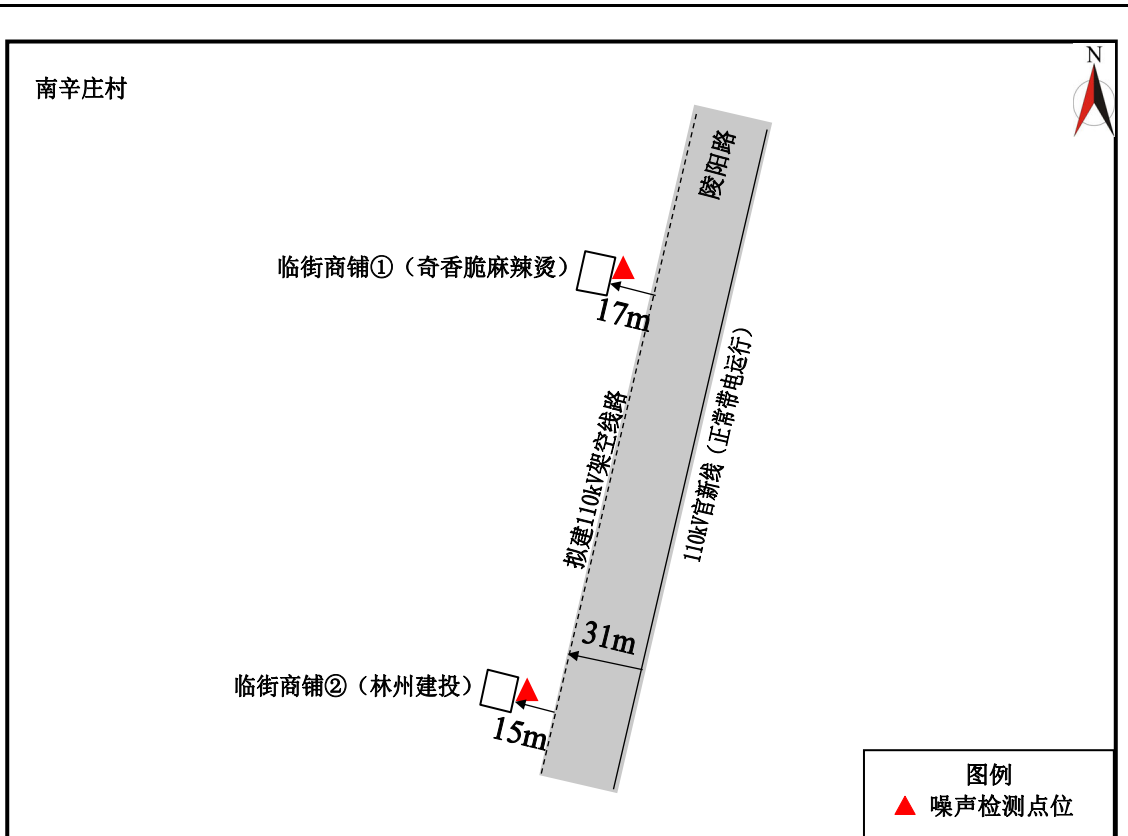 N
南辛庄村
陵阳路
临街商铺①（奇香脆麻辣烫）
17m
110kV官新线（正常带电运行）
拟建110kV架空线路
31m
临街商铺②（林州建投）
15m
图例
噪声检测点位